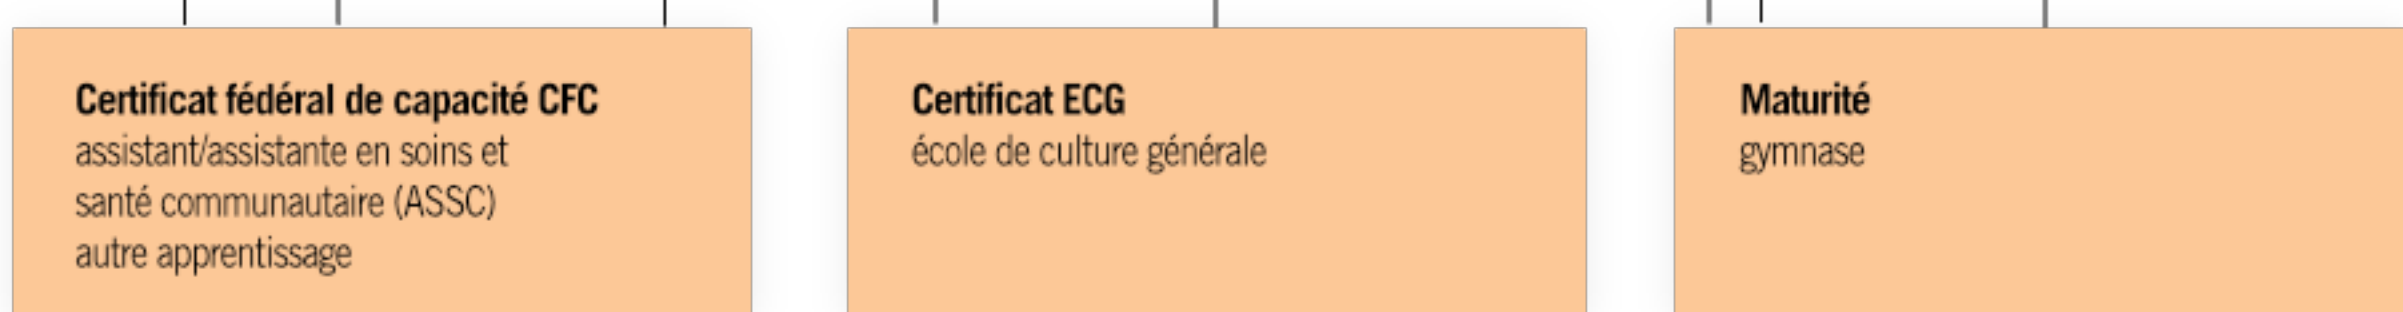 Certificat fédéral de capacité CFC
assistant/assistante en soins et
santé communautaire (ASSC)
autre apprentissage
Certificat ECG
école de culture générale
Maturité
gymnase